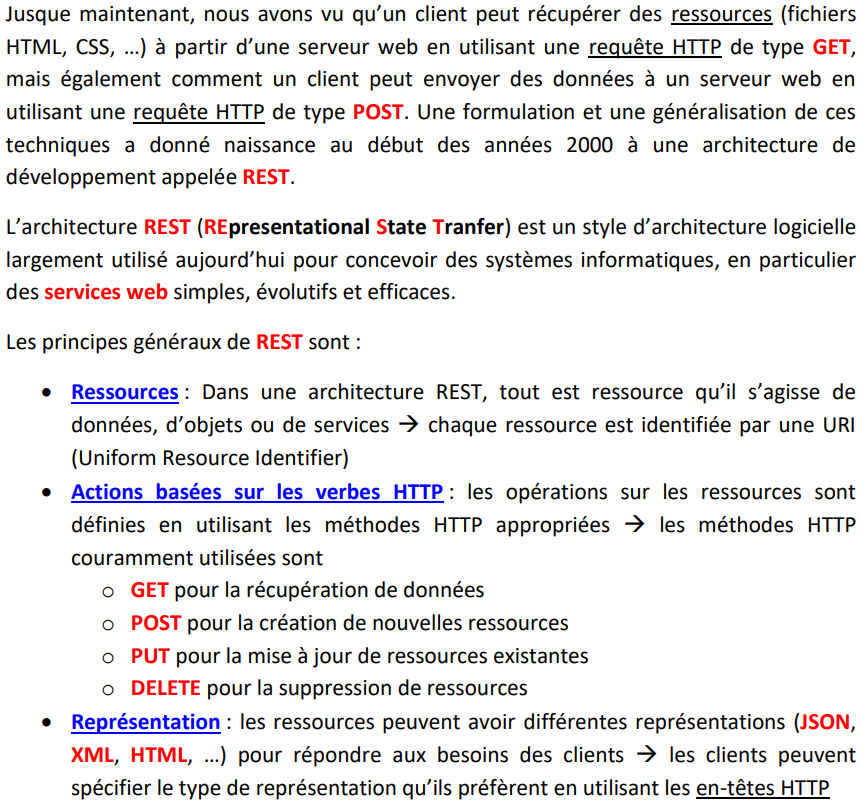 Jusque maintenant, nous avons vu qu'un client peut récupérer des ressources (fichiers
HTML, CSS, …) à partir d'une serveur web en utilisant une requête HTTP de type GET,
mais également comment un client peut envoyer des données à un serveur web en
utilisant une requête HTTP de type POST. Une formulation et une généralisation de ces
techniques a donné naissance au début des années 2000 à une architecture de
développement appelée REST.
L'architecture REST (REpresentational State Tranfer) est un style d'architecture logicielle
largement utilisé aujourd'hui pour concevoir des systèmes informatiques, en particulier
des services web simples, évolutifs et efficaces.
Les principes généraux de REST sont :
• Ressources : Dans une architecture REST, tout est ressource qu'il s'agisse de
données, d'objets ou de services → chaque ressource est identifiée par une URI
(Uniform Resource Identifier)
• Actions basées sur les verbes HTTP : les opérations sur les ressources sont
définies en utilisant les méthodes HTTP appropriées → les méthodes HTTP
couramment utilisées sont
o GET pour la récupération de données
o POST pour la création de nouvelles ressources
o PUT pour la mise à jour de ressources existantes
o DELETE pour la suppression de ressources
• Représentation : les ressources peuvent avoir différentes représentations (JSON,
XML, HTML, …) pour répondre aux besoins des clients → les clients peuvent
spécifier le type de représentation qu'ils préfèrent en utilisant les en-têtes HTTP